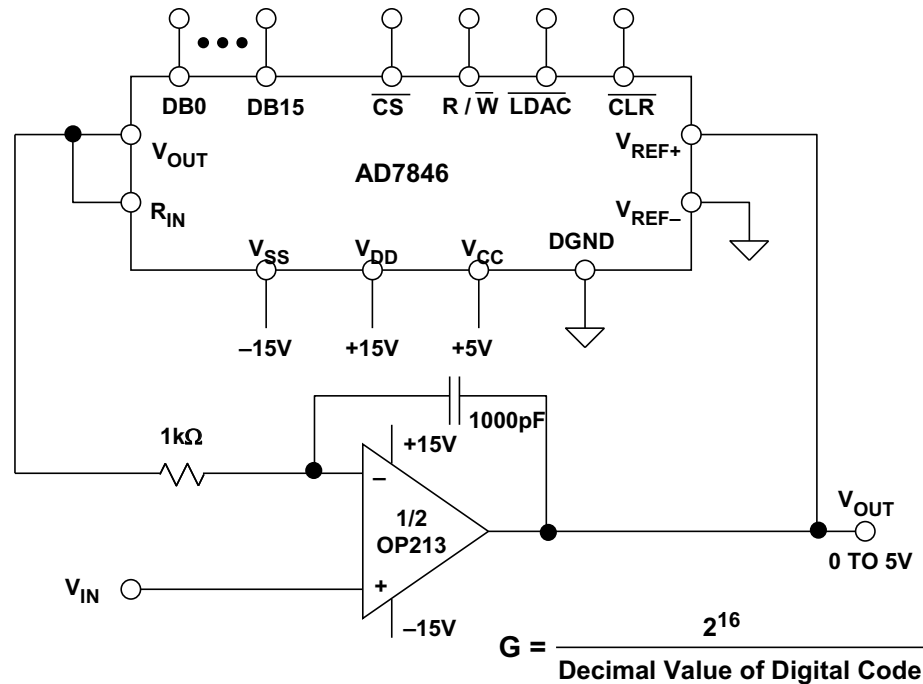 DB0 DB15 CS R / W LDAC CLR
VOUT
VREF+
AD7846
RIN
VREF–
VSS VDD VCC DGND
–15V +15V +5V
1000pF
1kΩ
+15V
–
1/2
OP213
VOUT
0 TO 5V
VIN
+
–15V
G = 2^16 / Decimal Value of Digital Code